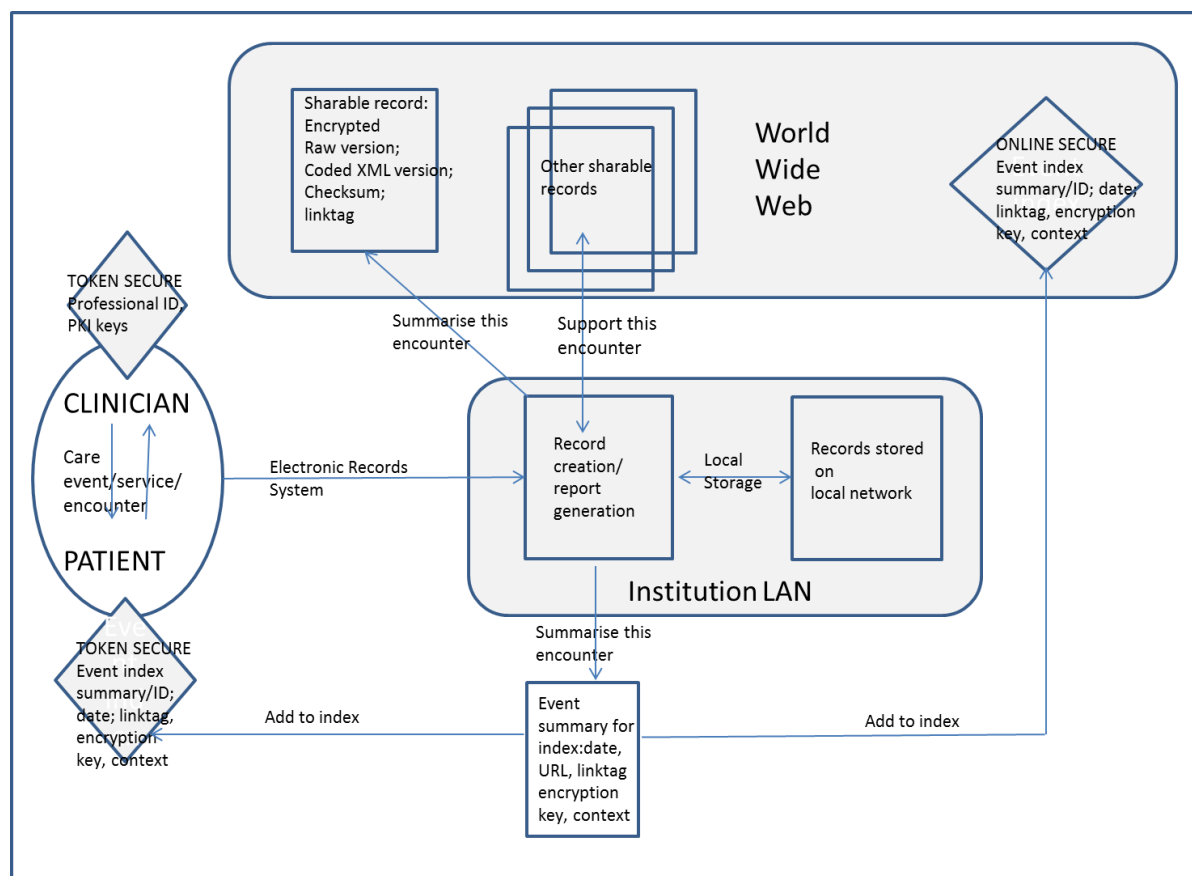 Sharable record:
Encrypted
Raw version;
Coded XML version;
Checksum;
linktag
Other sharable
records
World
Wide
Web
ONLINE SECURE
Event index
summary/ID; date;
linktag, encryption
key, context
TOKEN SECURE
Professional ID,
PKI keys
Summarise this
encounter
Support this
encounter
CLINICIAN
Care
event/service/
encounter
PATIENT
Electronic Records
System
Record
creation/
report
generation
Local
Storage
Records stored
on
local network
Institution LAN
Summarise this
encounter
TOKEN SECURE
Event index
summary/ID;
date; linktag,
encryption
key, context
Add to index
Event
summary for
index:date,
URL, linktag
encryption
key, context
Add to index